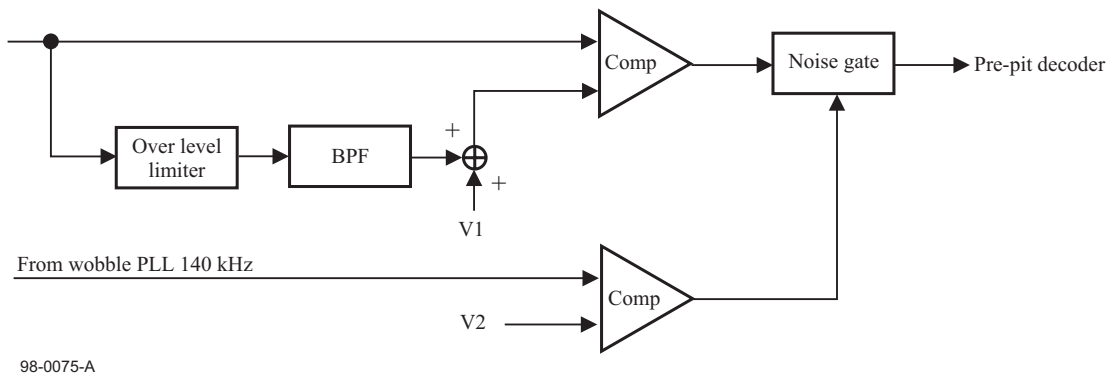 Comp
Noise gate
Pre-pit decoder
Over level
limiter
BPF
+
+
V1
From wobble PLL 140 kHz
Comp
V2
98-0075-A